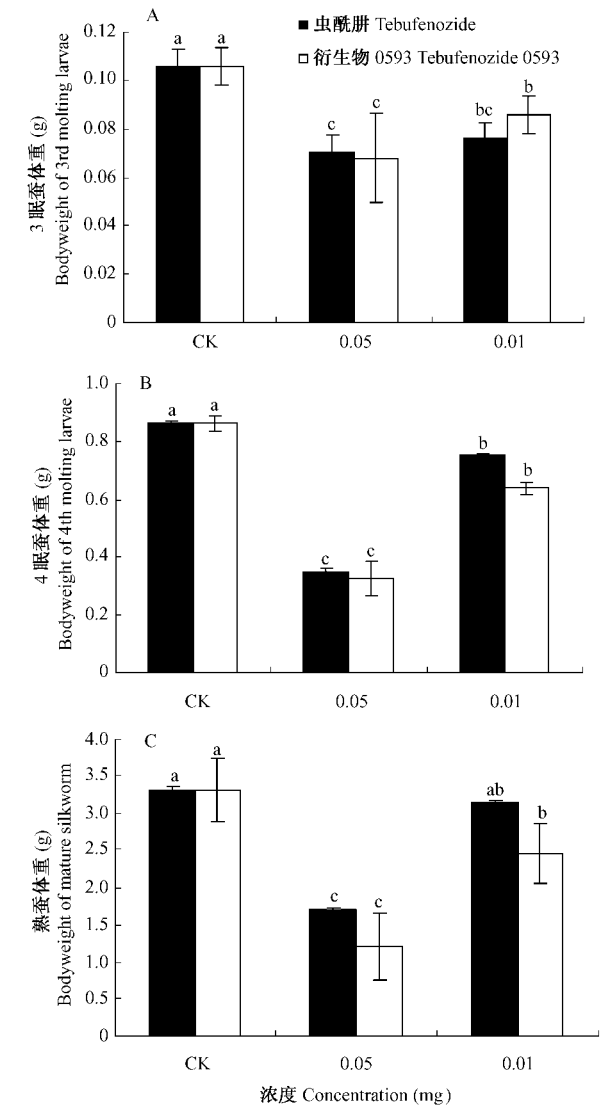 A
虫酰肼 Tebufenozide
衍生物 0593 Tebufenozide 0593
3 眠蚕体重 (g)
Bodyweight of 3rd molting larvae
0.12
0.10
0.08
0.06
0.04
0.02
0
a
a
c
c
bc
b
CK
0.05
0.01
B
4 眠蚕体重 (g)
Bodyweight of 4th molting larvae
1.0
0.8
0.6
0.4
0.2
0
a
a
c
c
b
b
CK
0.05
0.01
C
熟蚕体重 (g)
Bodyweight of mature silkworm
4.0
3.5
3.0
2.5
2.0
1.5
1.0
0.5
0
a
a
c
c
ab
b
CK
0.05
0.01
浓度 Concentration (mg)